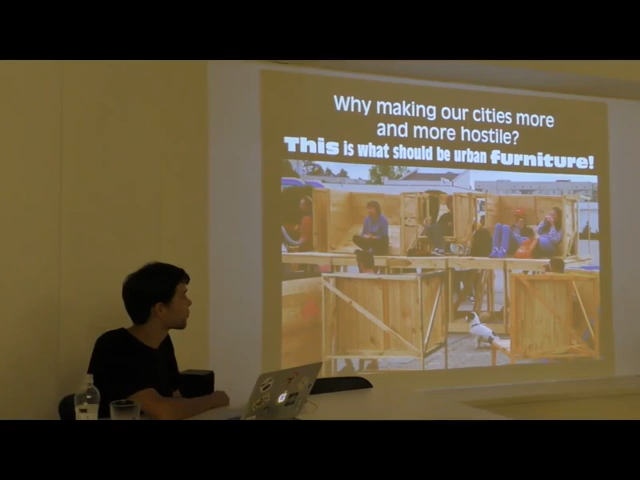 Why making our cities more
and more hostile?
This is what should be urban furniture!